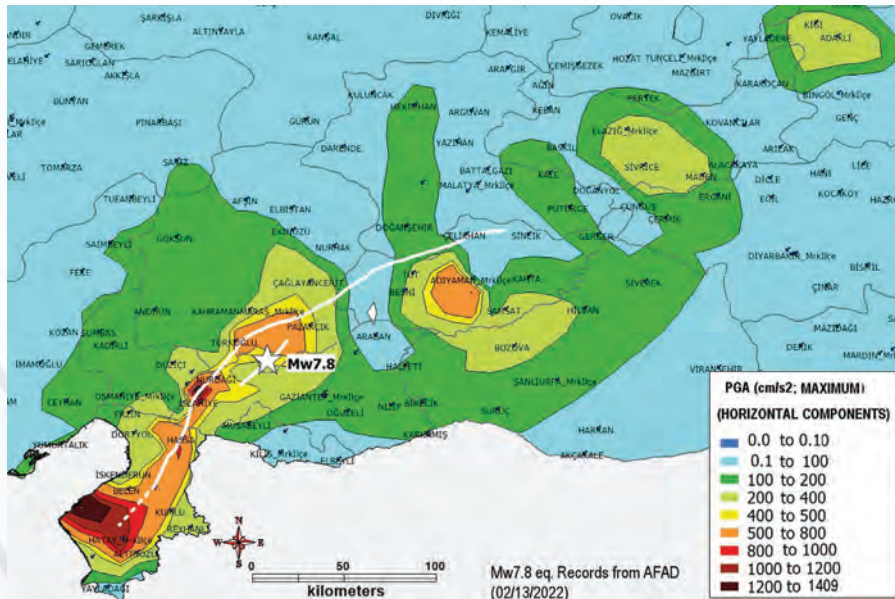 ŞARKIŞLA
ALTINYAYLA
KANGAL
DİVRİĞİ
KEMALİYE
OVACIK
KIĞI
YAYLADERE
ADAKLI
GEMEREK
SARIOĞLAN
AKKIŞLA
ARAPGİR
ÇEMİŞGEZEK
HOZAT
TUNÇELİ_Mrkilçe
MAZGİRT
KARAKOÇAN
BİNGÖL_Mrkilçe
AĞIN
KULUNCAK
HEKİMHAN
ARGUVAN
KEBAN
PERTEK
KOVANCILAR
GENÇ
BÜNYAN
PINARBAŞI
GÜRÜN
DARENDE
YAZIHAN
BASKİL
ELAZIĞ_Mrkilçe
ARICAK
TOMARZA
SARIZ
BATTALGAZİ
MALATYA_Mrkilçe
KALE
SİVRİCE
MADEN
ALACAKAYA
LİCE
HANİ
DİCLE
EĞİL
KOCAKÖY
TUFANBEYLİ
AFŞİN
ELBİSTAN
DOĞANYOL
PÜTÜRGE
ÇÜNGÜŞ
ERGANİ
ÇERMİK
SAİMBEYLİ
GÖKSUN
EKİNÖZÜ
NURHAK
DOĞANŞEHİR
ÇELİKHAN
SİNCİK
GERGER
FEKE
DİYARBAKIR_Mrkilçe
BİSMİL
ÇAĞLAYANCERİT
TUT
BESNİ
ADIYAMAN_Mrkilçe
KAHTA
SİVEREK
ÇINAR
ANDIRIN
KAHRAMANMARAŞ_Mrkilçe
PAZARCIK
SAMSAT
HİLVAN
KOZAN
SUMBAS
KADİRLİ
TÜRKOĞLU
ARABAN
BOZOVA
MAZIDAĞI
DERİK
MARDİN_Mrkilçe
İMAMOĞLU
DÜZİÇİ
Mw7.8
HALFETİ
VİRANŞEHİR
NURDAĞI
ŞANLIURFA_Mrkilçe
CEYHAN
OSMANİYE_Mrkilçe
İSLAHİYE
GAZİANTEP_Mrkilçe
OĞUZELİ
NİZİP
BİRECİK
SURUÇ
ERZİN
MUSABEYLİ
HARRAN
AKÇAKALE
YUMURTALIK
DÖRTYOL
HASSA
KİLİS_Mrkilçe
ELBEYLİ
KARKAMIŞ
İSKENDERUN
BELEN
KUMLU
REYHANLI
HATAY_Mrkilçe
ALTINÖZÜ
YAYLADAĞI
N
W E
S
0 50 100
kilometers
Mw7.8 eq. Records from AFAD
(02/13/2022)
PGA (cm/s2; MAXIMUM)
(HORIZONTAL COMPONENTS)
0.0 to 0.10
0.1 to 100
100 to 200
200 to 400
400 to 500
500 to 800
800 to 1000
1000 to 1200
1200 to 1409